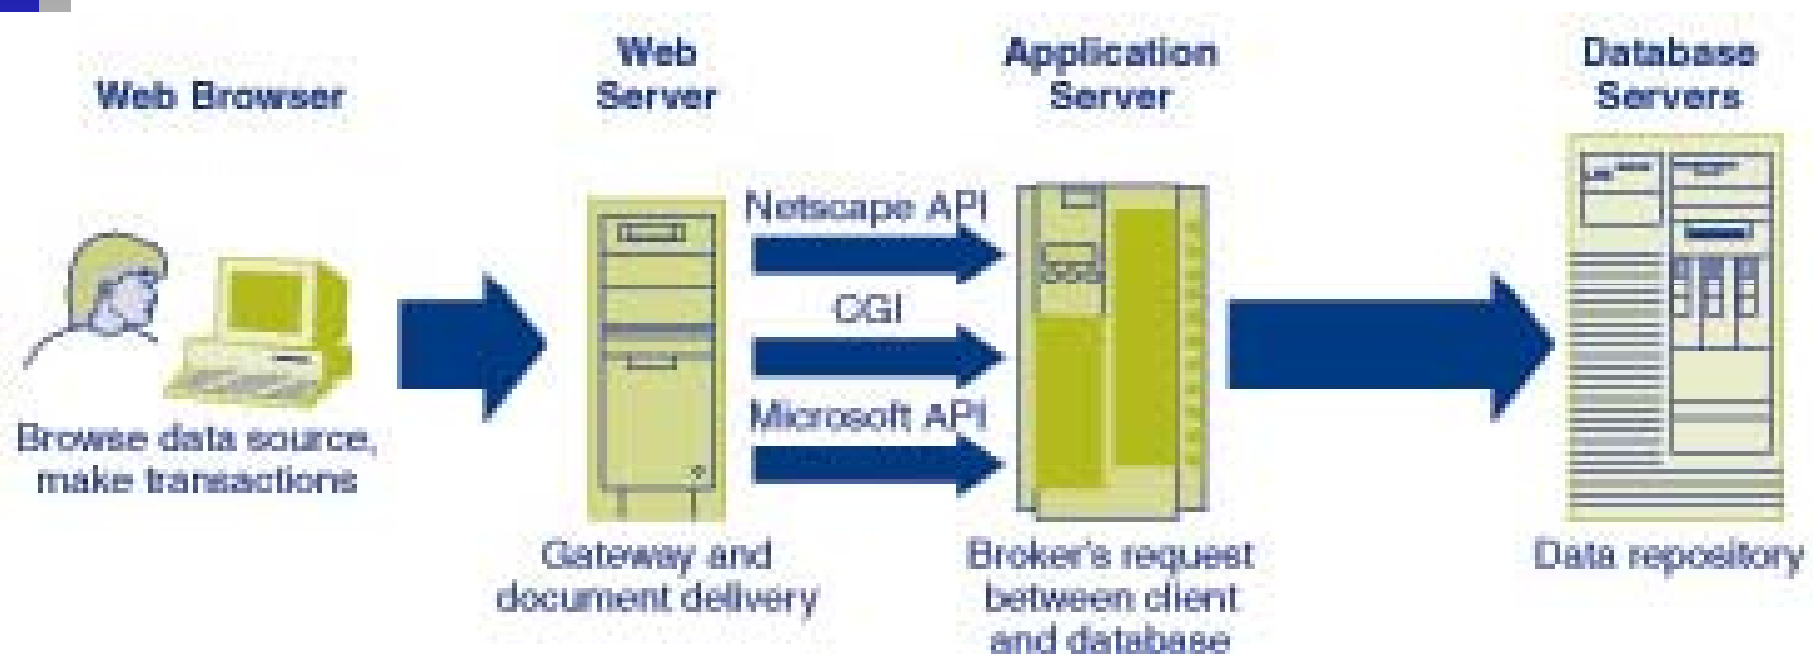 Web Browser
Web
Server
Application
Server
Database
Servers
Netscape API
CGI
Microsoft API
Browse data source,
make transactions
Gateway and
document delivery
Broker's request
between client
and database
Data repository